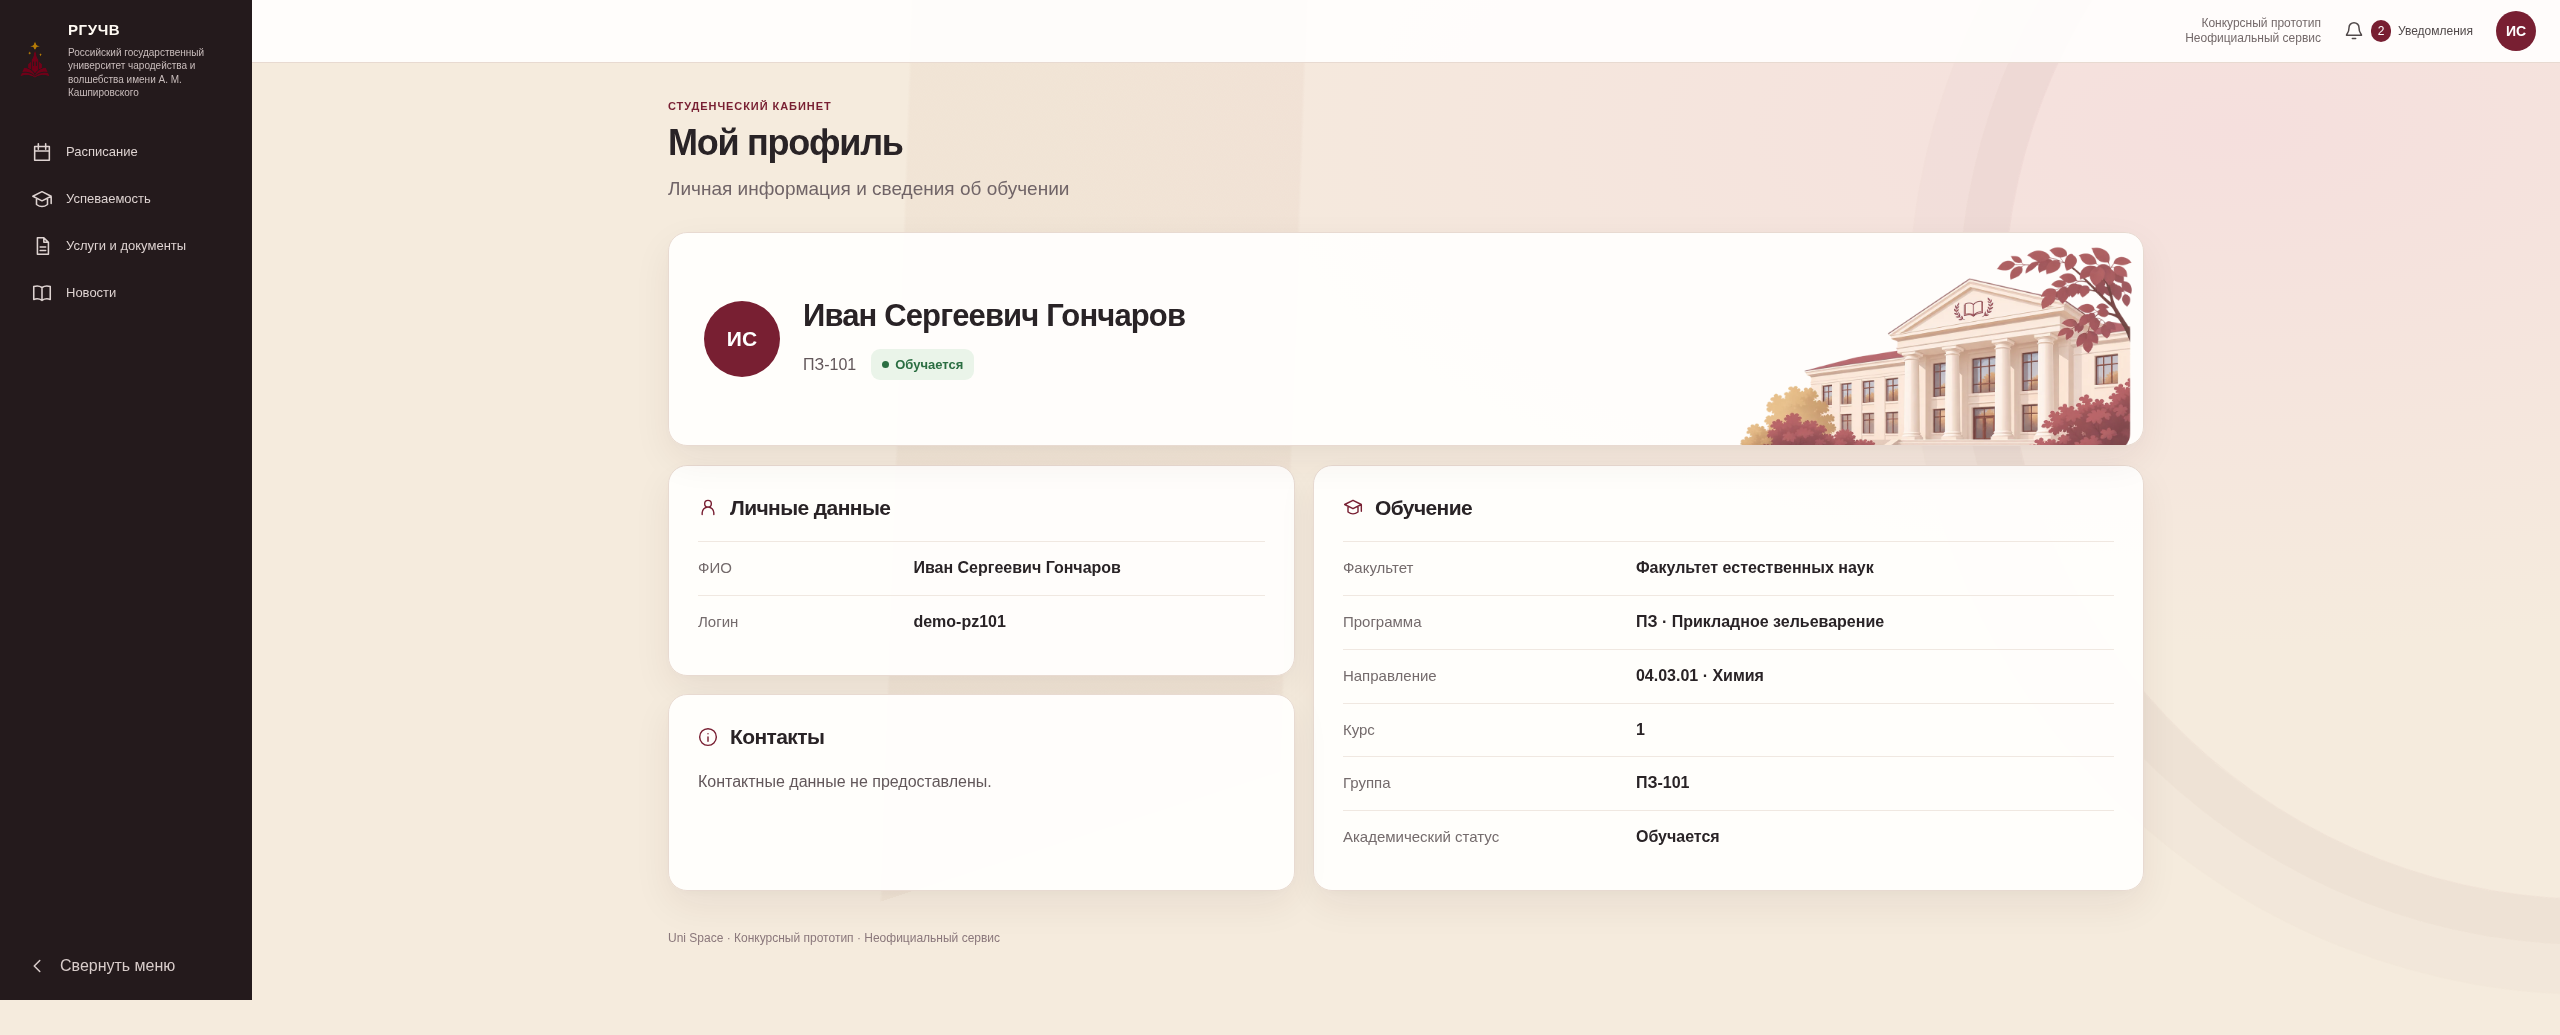 РГУЧВ
Российский государственный
университет чародейства и
волшебства имени А. М.
Кашпировского
Расписание
Успеваемость
Услуги и документы
Новости
Свернуть меню
Конкурсный прототип
Неофициальный сервис
2 Уведомления
ИС
СТУДЕНЧЕСКИЙ КАБИНЕТ
Мой профиль
Личная информация и сведения об обучении
ИС
Иван Сергеевич Гончаров
ПЗ-101 Обучается
Личные данные
ФИО Иван Сергеевич Гончаров
Логин demo-pz101
Контакты
Контактные данные не предоставлены.
Обучение
Факультет Факультет естественных наук
Программа ПЗ · Прикладное зельеварение
Направление 04.03.01 · Химия
Курс 1
Группа ПЗ-101
Академический статус Обучается
Uni Space · Конкурсный прототип · Неофициальный сервис